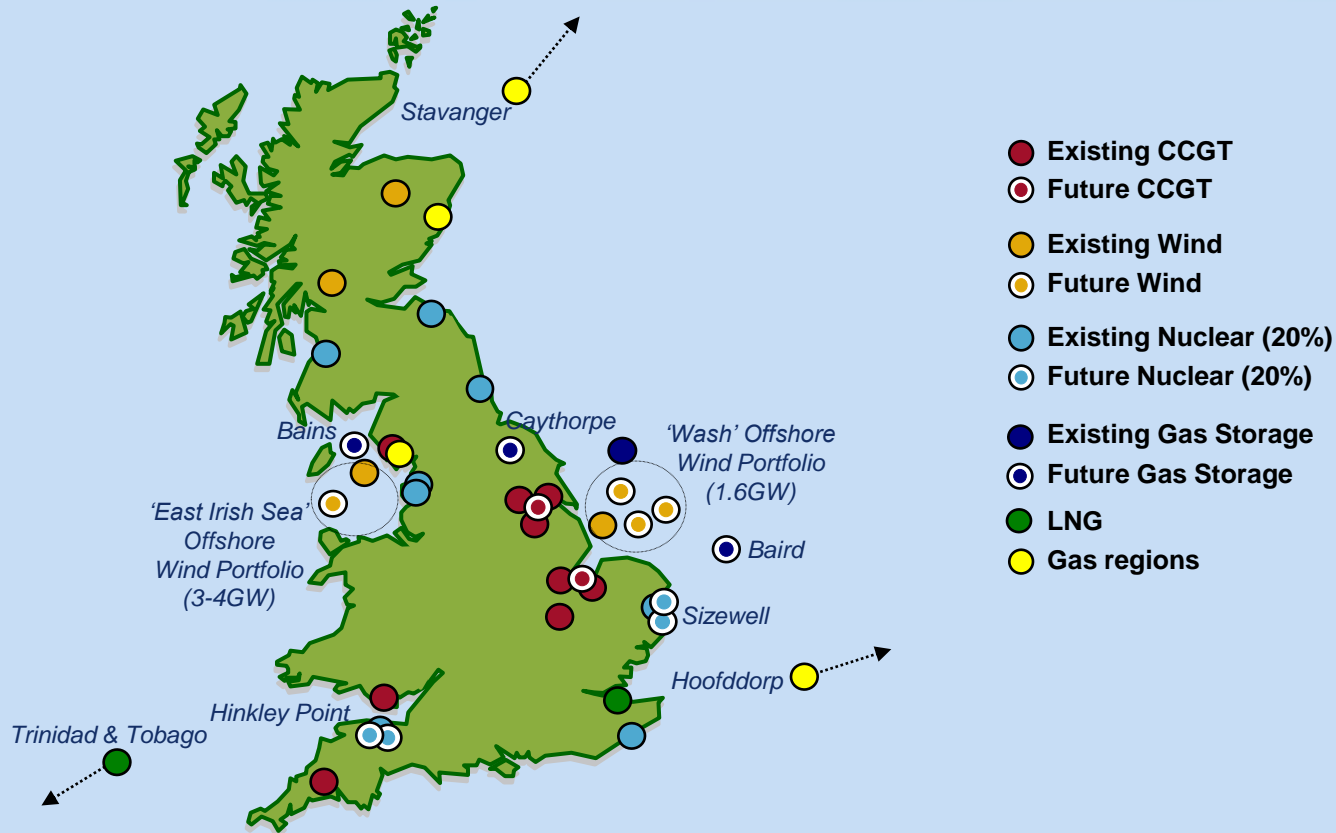 Stavanger
Bains
Caythorpe
'Wash' Offshore
Wind Portfolio
(1.6GW)
'East Irish Sea'
Offshore
Wind Portfolio
(3-4GW)
Baird
Sizewell
Hoofddorp
Hinkley Point
Trinidad & Tobago
Existing CCGT
Future CCGT
Existing Wind
Future Wind
Existing Nuclear (20%)
Future Nuclear (20%)
Existing Gas Storage
Future Gas Storage
LNG
Gas regions